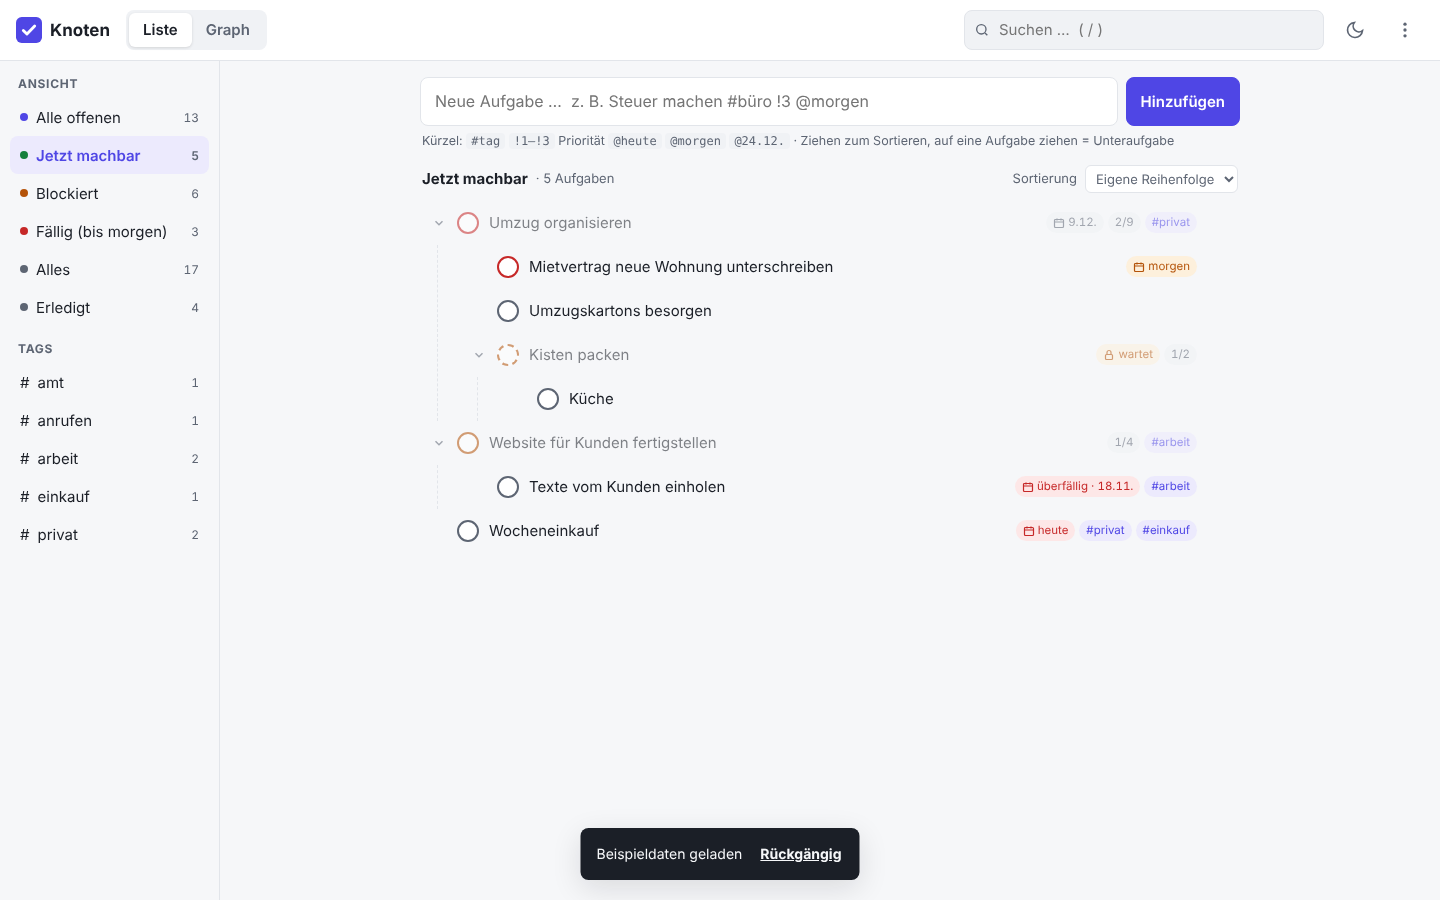 Knoten
Liste Graph
Suchen … ( / )
ANSICHT
Alle offenen 13
Jetzt machbar 5
Blockiert 6
Fällig (bis morgen) 3
Alles 17
Erledigt 4
TAGS
# amt 1
# anrufen 1
# arbeit 2
# einkauf 1
# privat 2
Neue Aufgabe … z. B. Steuer machen #büro !3 @morgen
Hinzufügen
Kürzel: #tag !1–!3 Priorität @heute @morgen @24.12. · Ziehen zum Sortieren, auf eine Aufgabe ziehen = Unteraufgabe
Jetzt machbar · 5 Aufgaben
Sortierung Eigene Reihenfolge
Umzug organisieren 9.12. 2/9 #privat
Mietvertrag neue Wohnung unterschreiben morgen
Umzugskartons besorgen
Kisten packen wartet 1/2
Küche
Website für Kunden fertigstellen 1/4 #arbeit
Texte vom Kunden einholen überfällig · 18.11. #arbeit
Wocheneinkauf heute #privat #einkauf
Beispieldaten geladen Rückgängig